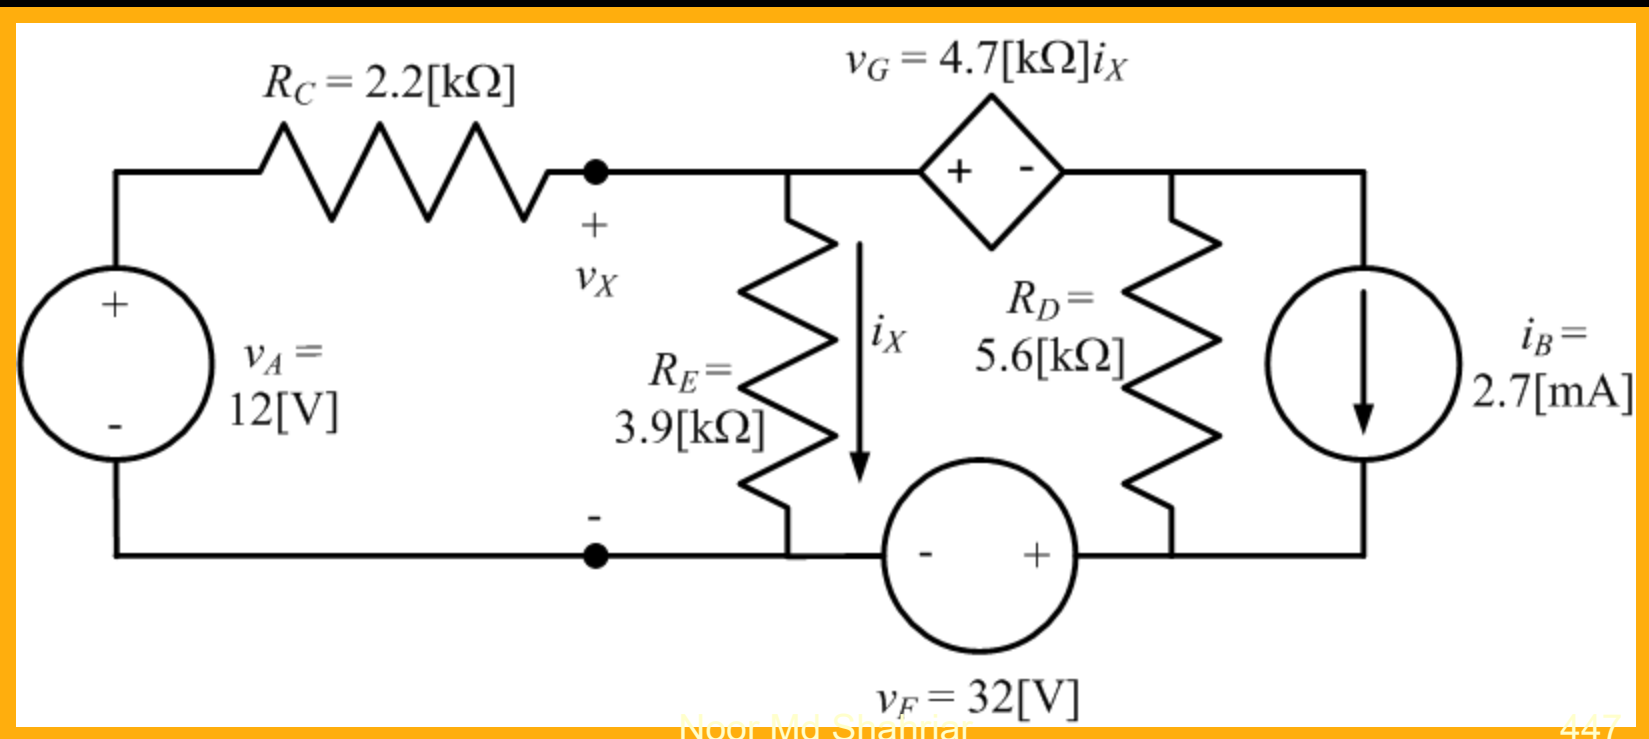 R_C = 2.2[kΩ]
v_G = 4.7[kΩ]i_X
+
v_X
-
+
-
v_A =
12[V]
R_E =
3.9[kΩ]
i_X
+ -
R_D =
5.6[kΩ]
i_B =
2.7[mA]
- +
v_F = 32[V]
Noor Md Shahriar
447